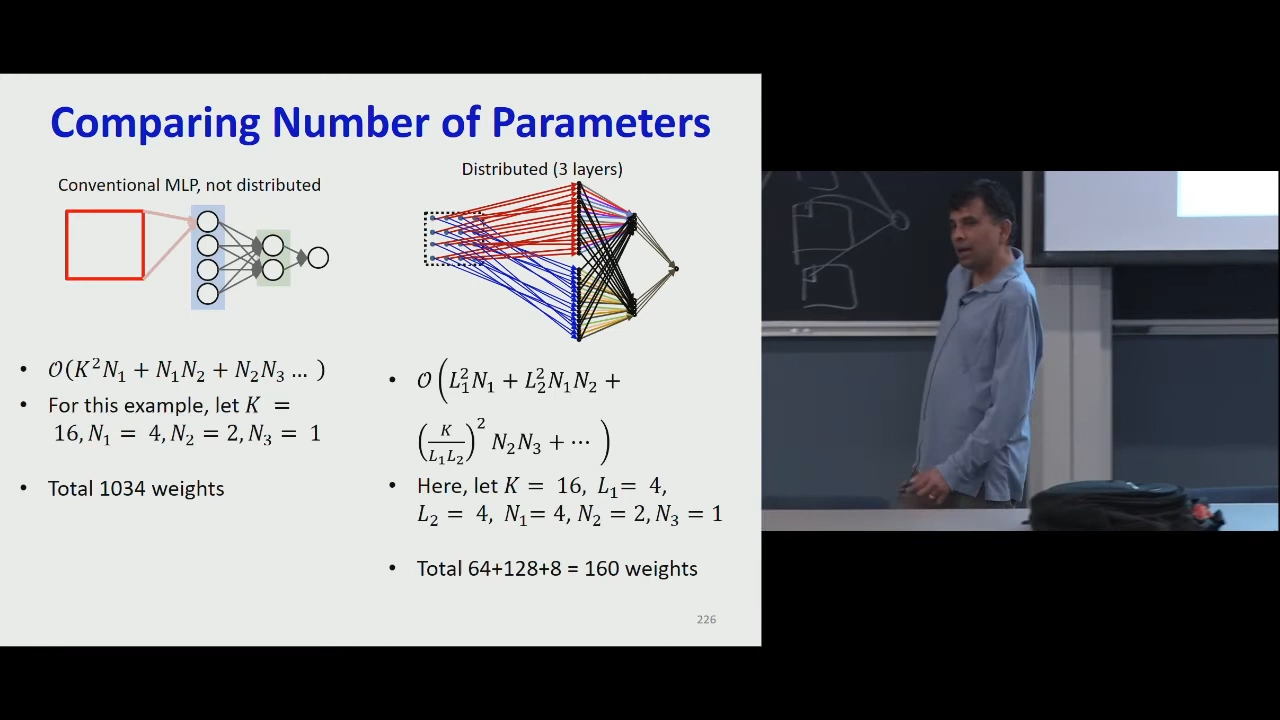 Comparing Number of Parameters
Conventional MLP, not distributed
• 𝒪(K²N₁ + N₁N₂ + N₂N₃ … )
• For this example, let K =
16, N₁ = 4, N₂ = 2, N₃ = 1
• Total 1034 weights
Distributed (3 layers)
• 𝒪(L₁²N₁ + L₂²N₁N₂ +
(K/(L₁L₂))² N₂N₃ + ⋯ )
• Here, let K = 16, L₁= 4,
L₂ = 4, N₁= 4, N₂ = 2, N₃ = 1
• Total 64+128+8 = 160 weights
226